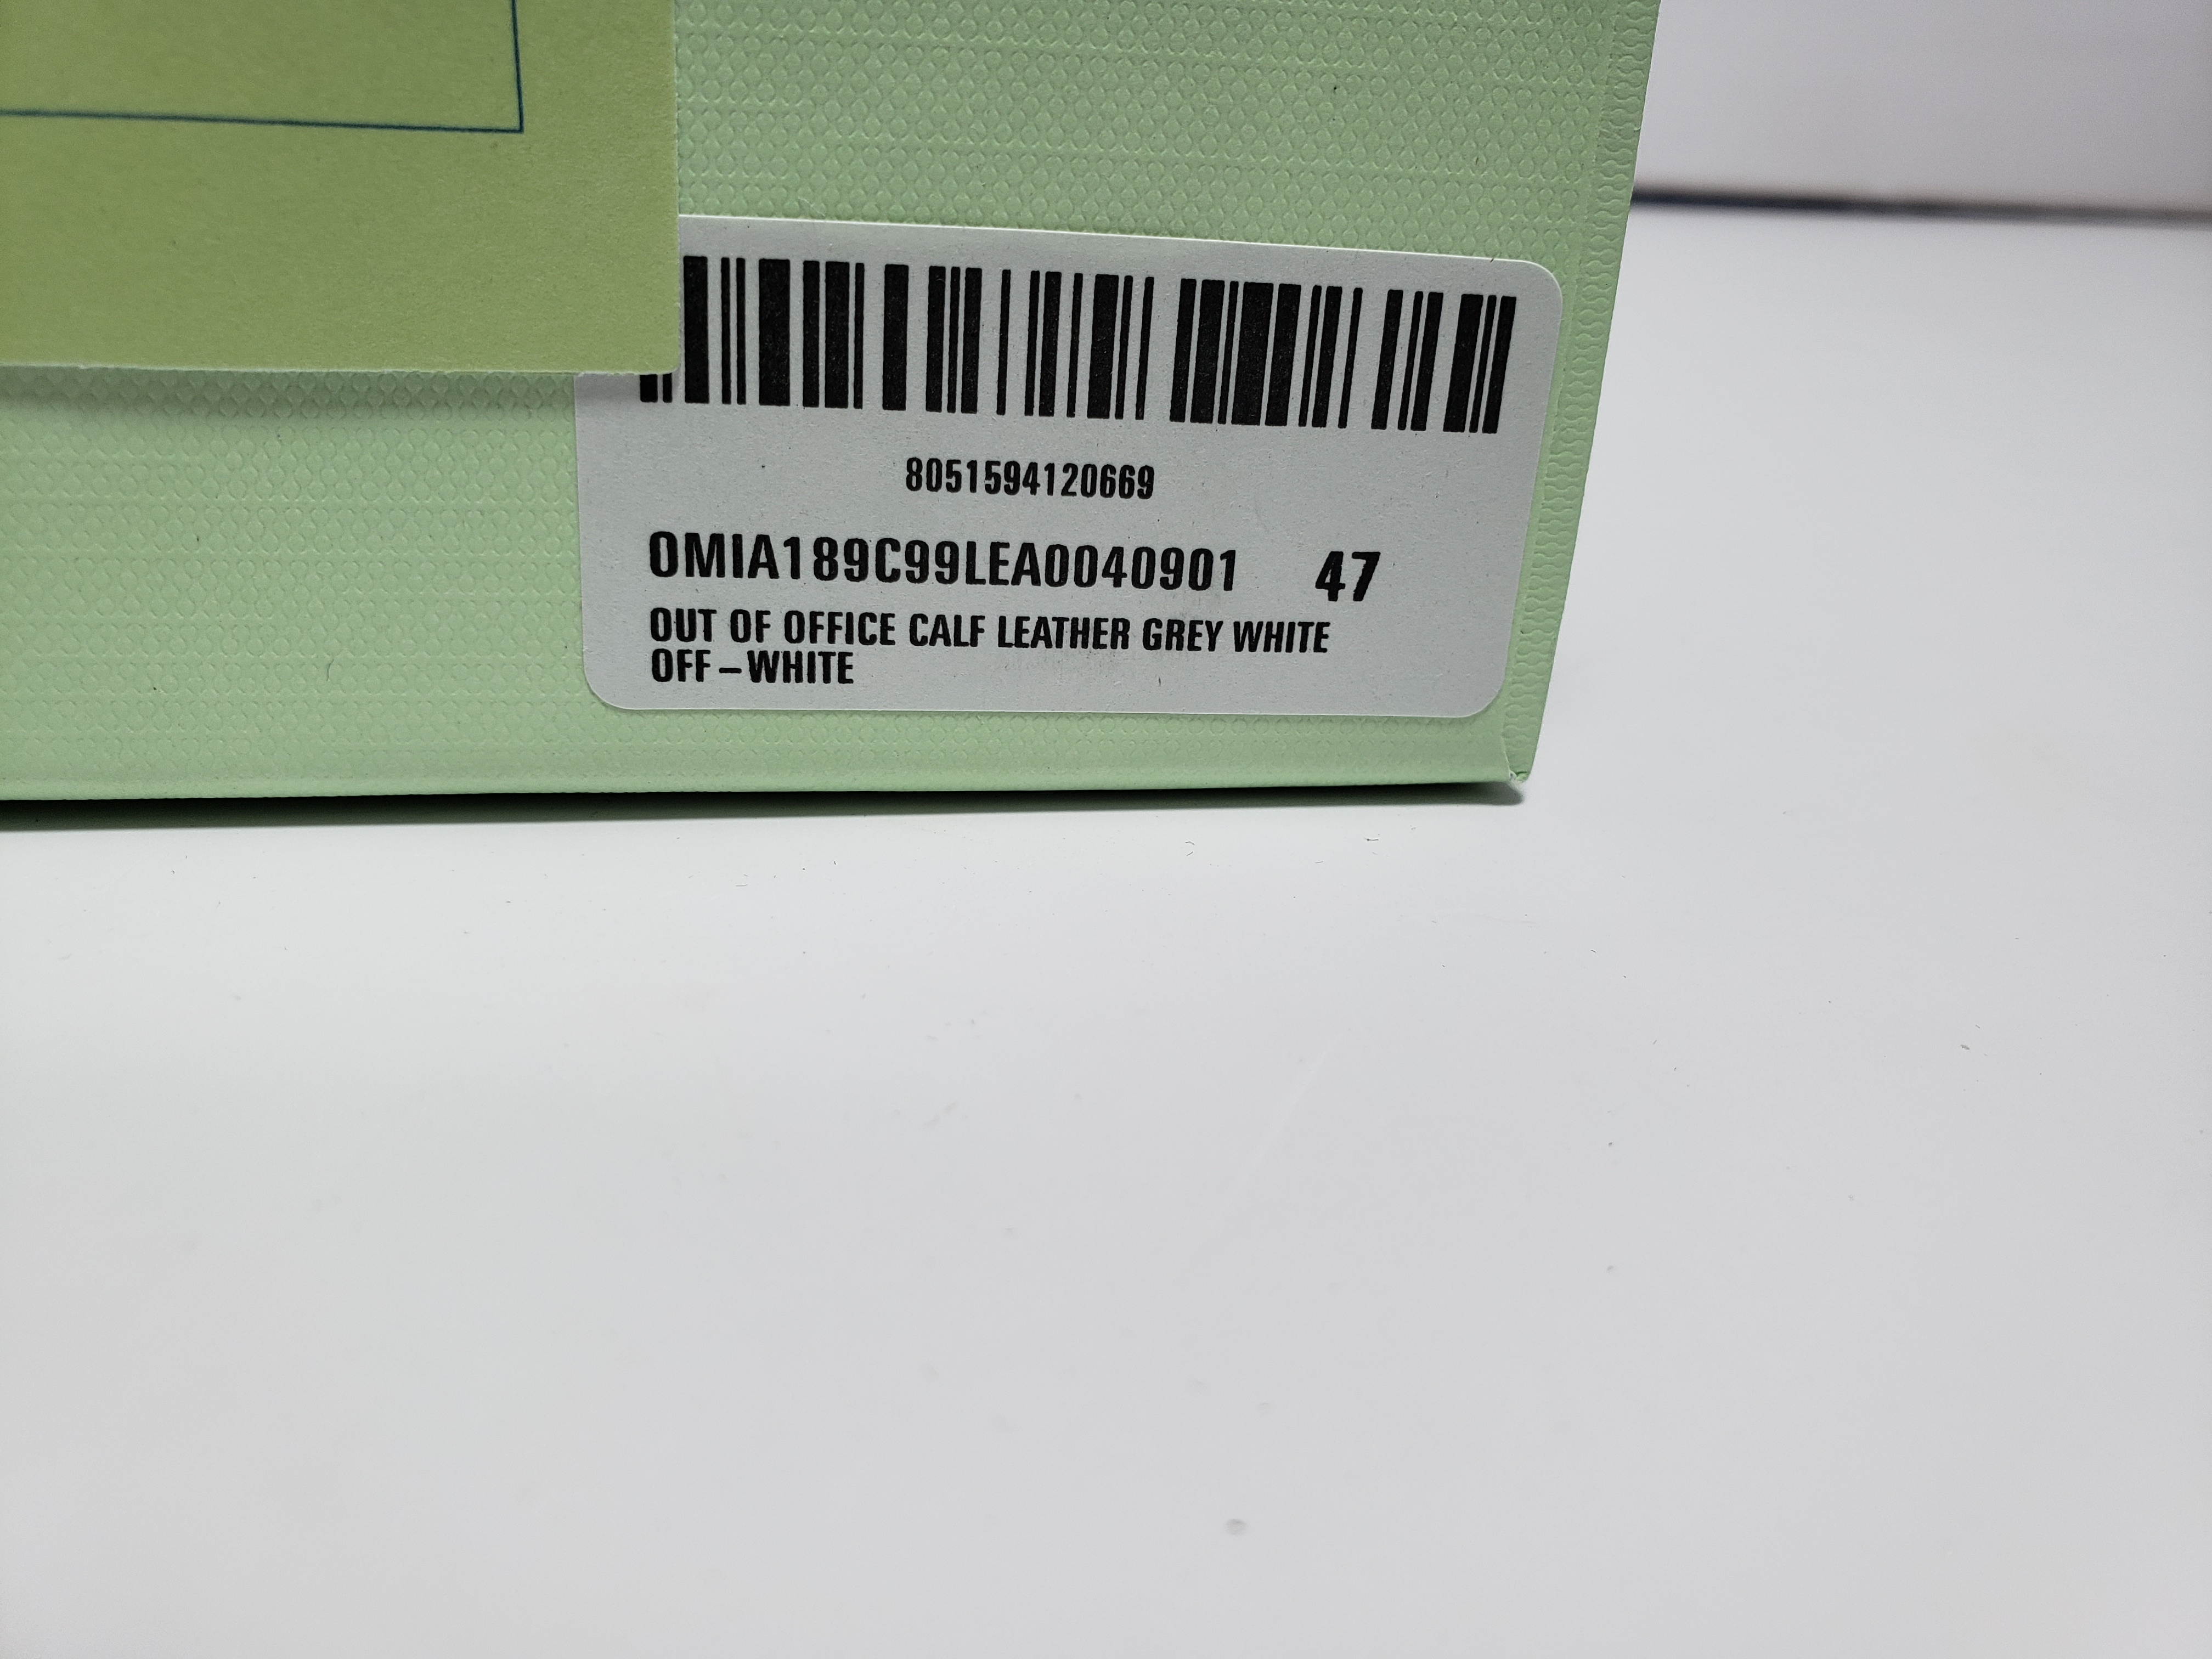 8051594120669
OMIA189C99LEA0040901 47
OUT OF OFFICE CALF LEATHER GREY WHITE
OFF-WHITE